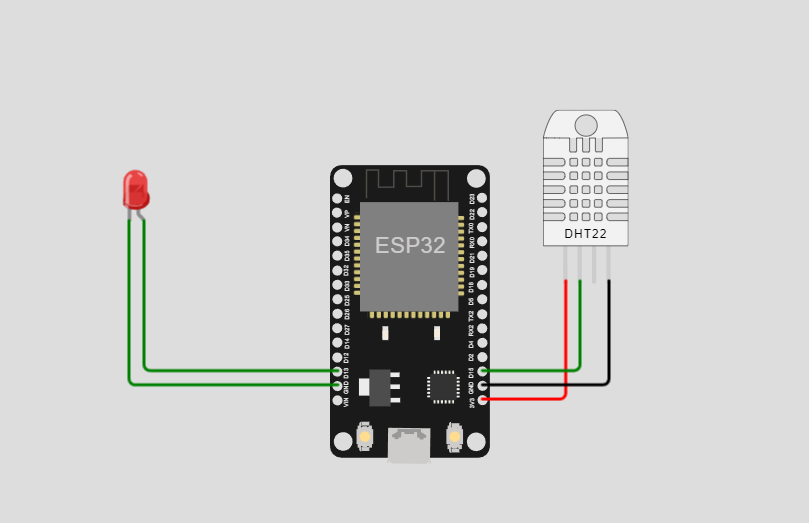 ESP32
DHT22
EN
VP
VN
D34
D35
D32
D33
D25
D26
D27
D14
D12
D13
GND
VIN
D23
D22
TX0
RX0
D21
D19
D18
D5
TX2
RX2
D4
D2
D15
GND
3V3